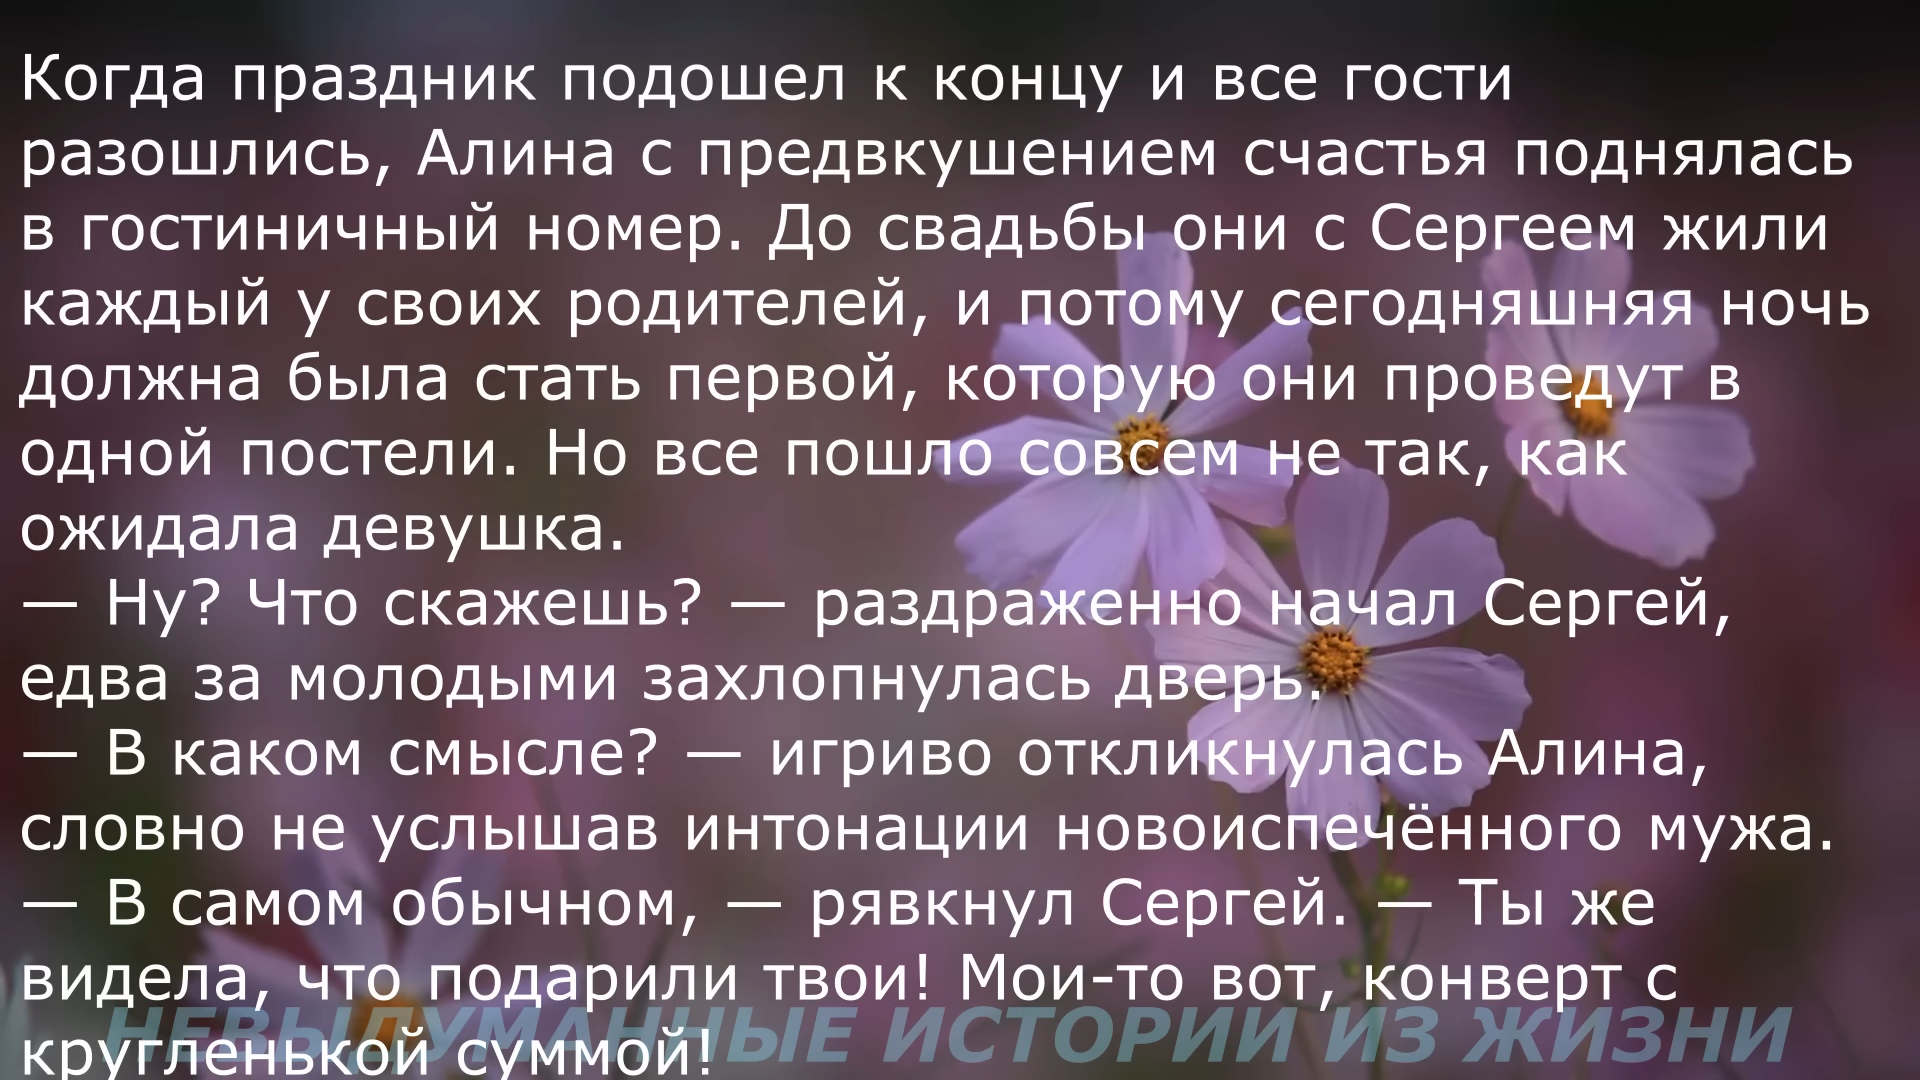 Когда праздник подошел к концу и все гости
разошлись, Алина с предвкушением счастья поднялась
в гостиничный номер. До свадьбы они с Сергеем жили
каждый у своих родителей, и потому сегодняшняя ночь
должна была стать первой, которую они проведут в
одной постели. Но все пошло совсем не так, как
ожидала девушка.
— Ну? Что скажешь? — раздраженно начал Сергей,
едва за молодыми захлопнулась дверь.
— В каком смысле? — игриво откликнулась Алина,
словно не услышав интонации новоиспечённого мужа.
— В самом обычном, — рявкнул Сергей. — Ты же
видела, что подарили твои! Мои-то вот, конверт с
кругленькой суммой!
НЕВЫДУМАННЫЕ ИСТОРИИ ИЗ ЖИЗНИ